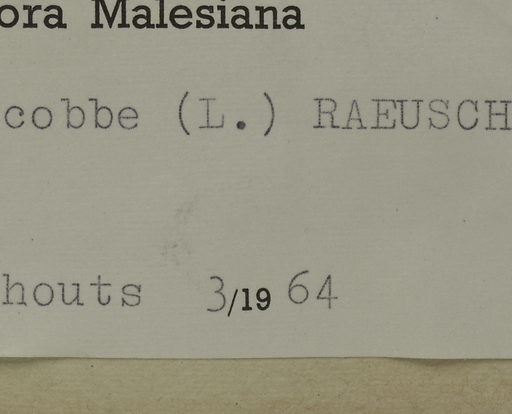 ora Malesiana
cobbe (L.) RAEUSCH
houts 3/19 64